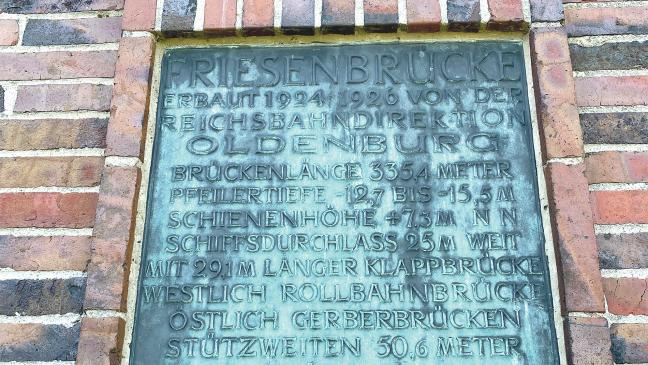 FRIESENBRÜCKE
ERBAUT 1924-1926 VON DER
REICHSBAHNDIREKTION
OLDENBURG
BRÜCKENLÄNGE 335,4 METER
PFEILERTIEFE -12,7 BIS -15,5 M
SCHIENENHÖHE +7,3 M N N
SCHIFFSDURCHLASS 25 M WEIT
MIT 29,1 M LANGER KLAPPBRÜCKE
WESTLICH ROLLBAHNBRÜCKE
ÖSTLICH GERBERBRÜCKEN
STÜTZWEITEN 50,6 METER